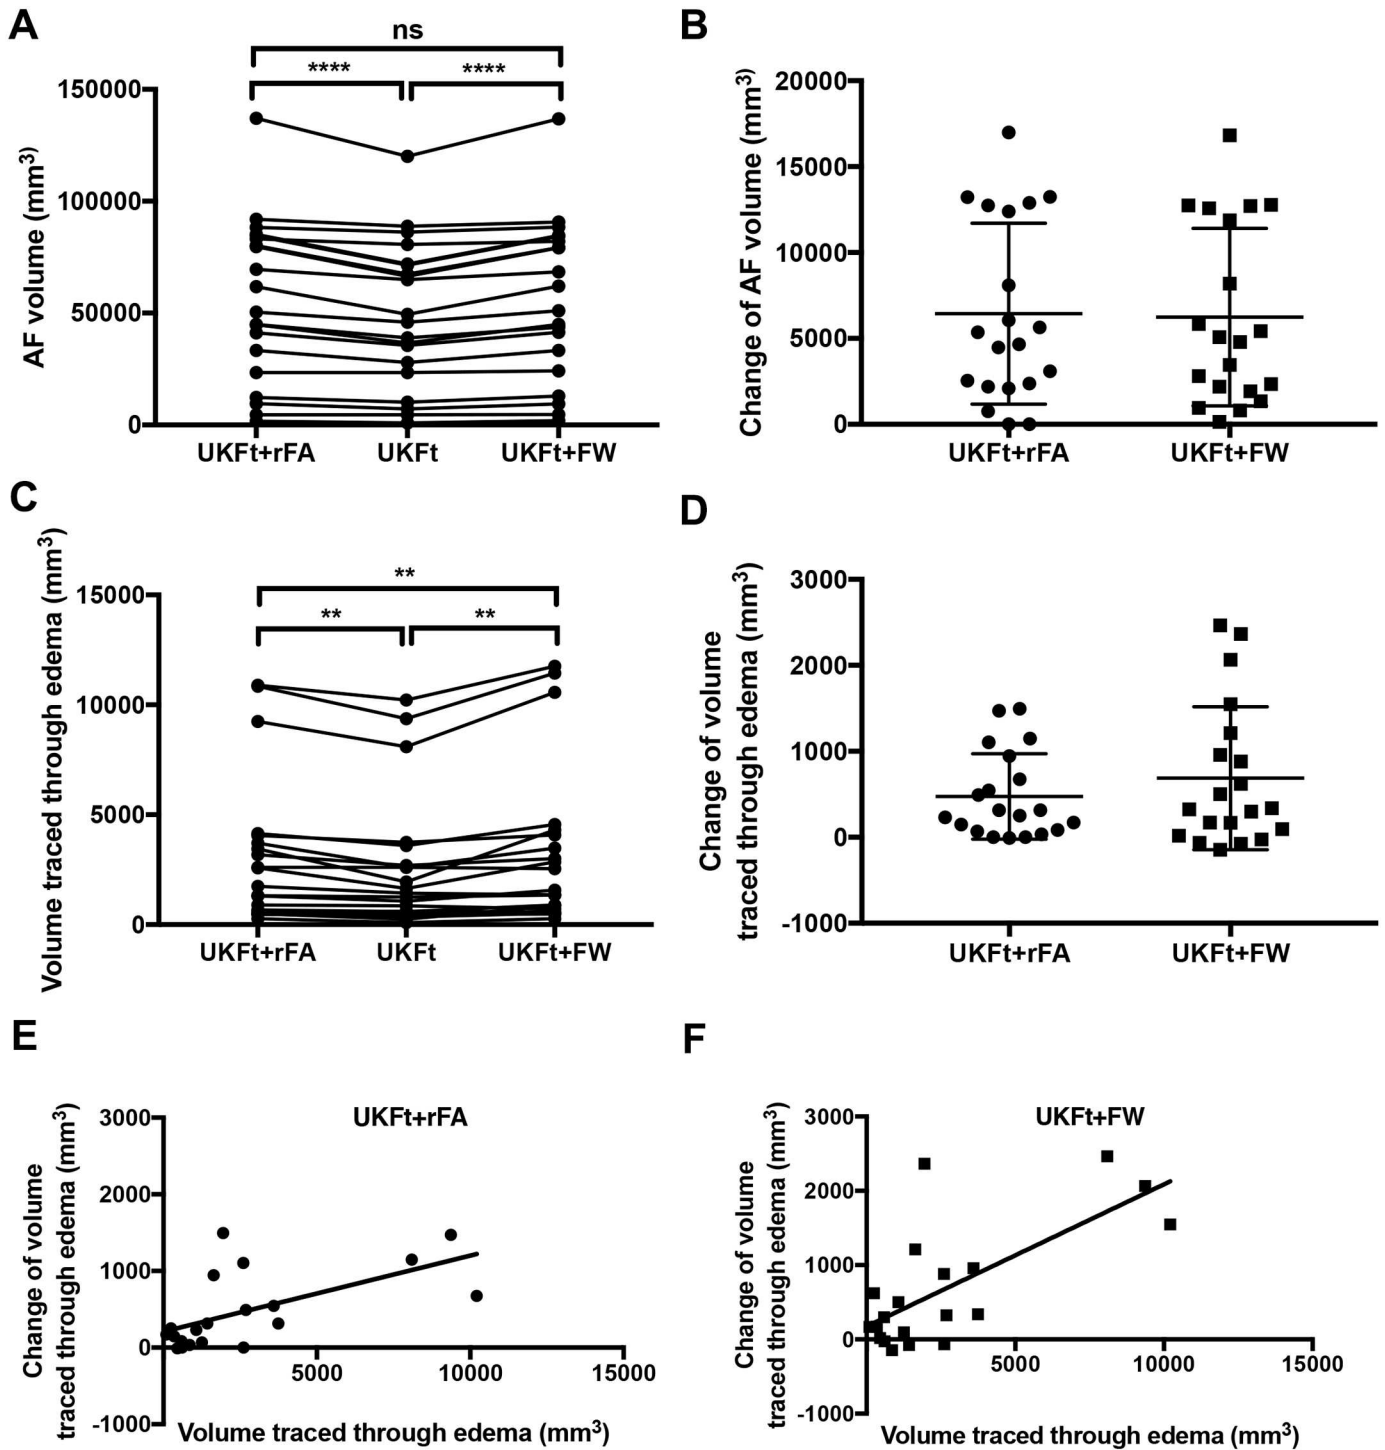 A
ns
****
****
AF volume (mm³)
150000
100000
50000
0
UKFt+rFA
UKFt
UKFt+FW
B
Change of AF volume (mm³)
20000
15000
10000
5000
0
UKFt+rFA
UKFt+FW
C
**
**
**
Volume traced through edema (mm³)
15000
10000
5000
0
UKFt+rFA
UKFt
UKFt+FW
D
Change of volume
traced through edema (mm³)
3000
2000
1000
0
-1000
UKFt+rFA
UKFt+FW
E
UKFt+rFA
Change of volume
traced through edema (mm³)
3000
2000
1000
0
-1000
5000
10000
15000
Volume traced through edema (mm³)
F
UKFt+FW
Change of volume
traced through edema (mm³)
3000
2000
1000
0
-1000
5000
10000
15000
Volume traced through edema (mm³)